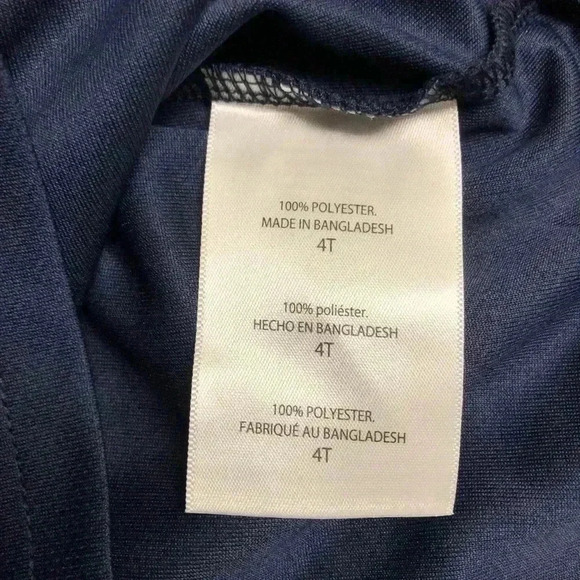 100% POLYESTER.
MADE IN BANGLADESH
4T
100% poliéster.
HECHO EN BANGLADESH
4T
100% POLYESTER.
FABRIQUÉ AU BANGLADESH
4T